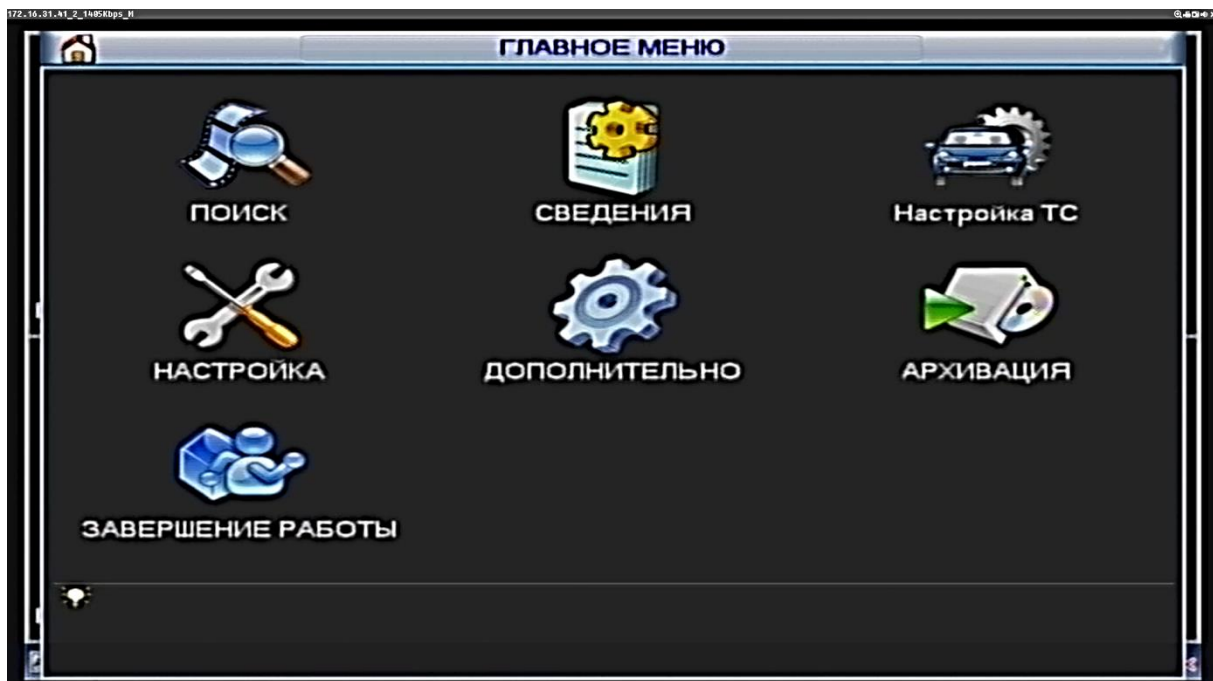 172.16.31.41_2_1405Kbps_M
ГЛАВНОЕ МЕНЮ
ПОИСК
СВЕДЕНИЯ
Настройка ТС
НАСТРОЙКА
ДОПОЛНИТЕЛЬНО
АРХИВАЦИЯ
ЗАВЕРШЕНИЕ РАБОТЫ